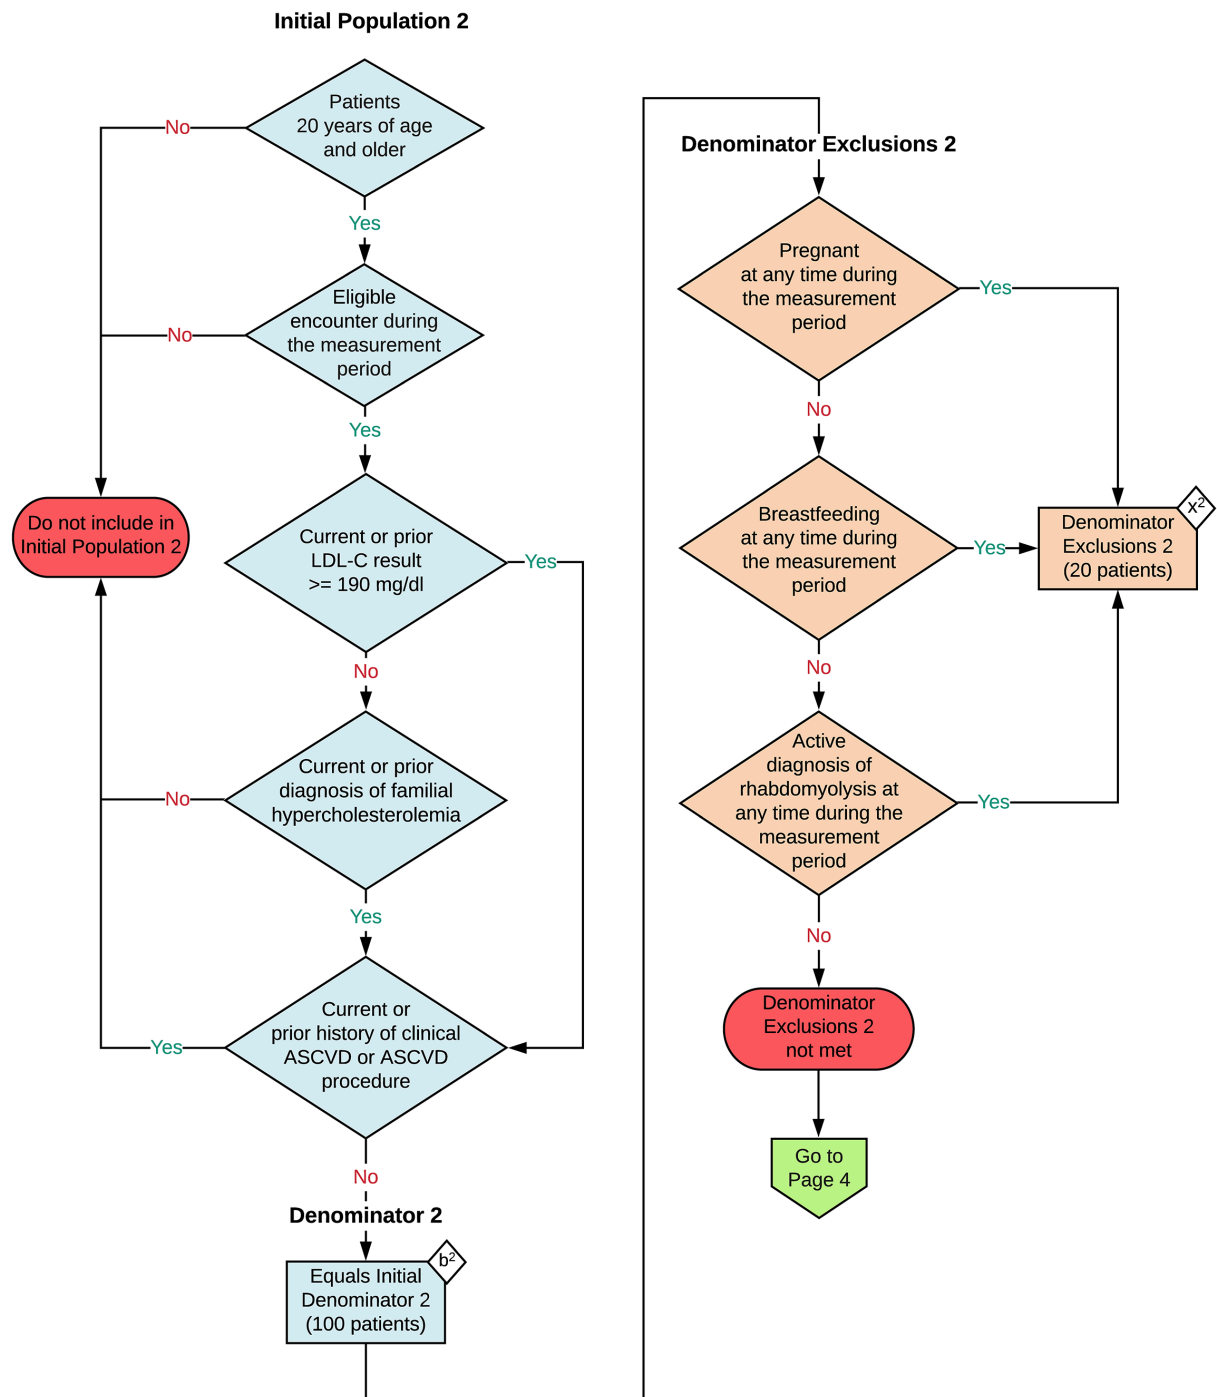 Initial Population 2
Patients
20 years of age
and older
No
Yes
Eligible
encounter during
the measurement
period
No
Yes
Do not include in
Initial Population 2
Current or prior
LDL-C result
>= 190 mg/dl
Yes
No
Current or prior
diagnosis of familial
hypercholesterolemia
No
Yes
Current or
prior history of clinical
ASCVD or ASCVD
procedure
Yes
No
Denominator 2
b²
Equals Initial
Denominator 2
(100 patients)
Denominator Exclusions 2
Pregnant
at any time during
the measurement
period
Yes
No
Breastfeeding
at any time during
the measurement
period
Yes
x²
Denominator
Exclusions 2
(20 patients)
No
Active
diagnosis of
rhabdomyolysis at
any time during the
measurement
period
Yes
No
Denominator
Exclusions 2
not met
Go to
Page 4